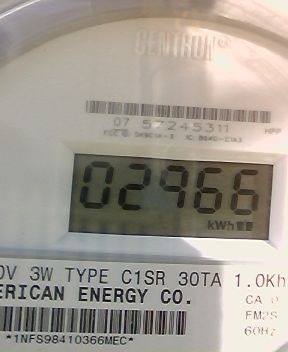 CENTRON®
07 57245311
02966
kWh
0V 3W TYPE C1SR 30TA 1.0Kh
ERICAN ENERGY CO.
CA 0
FM2S
60Hz
*1NFS98410366MEC*